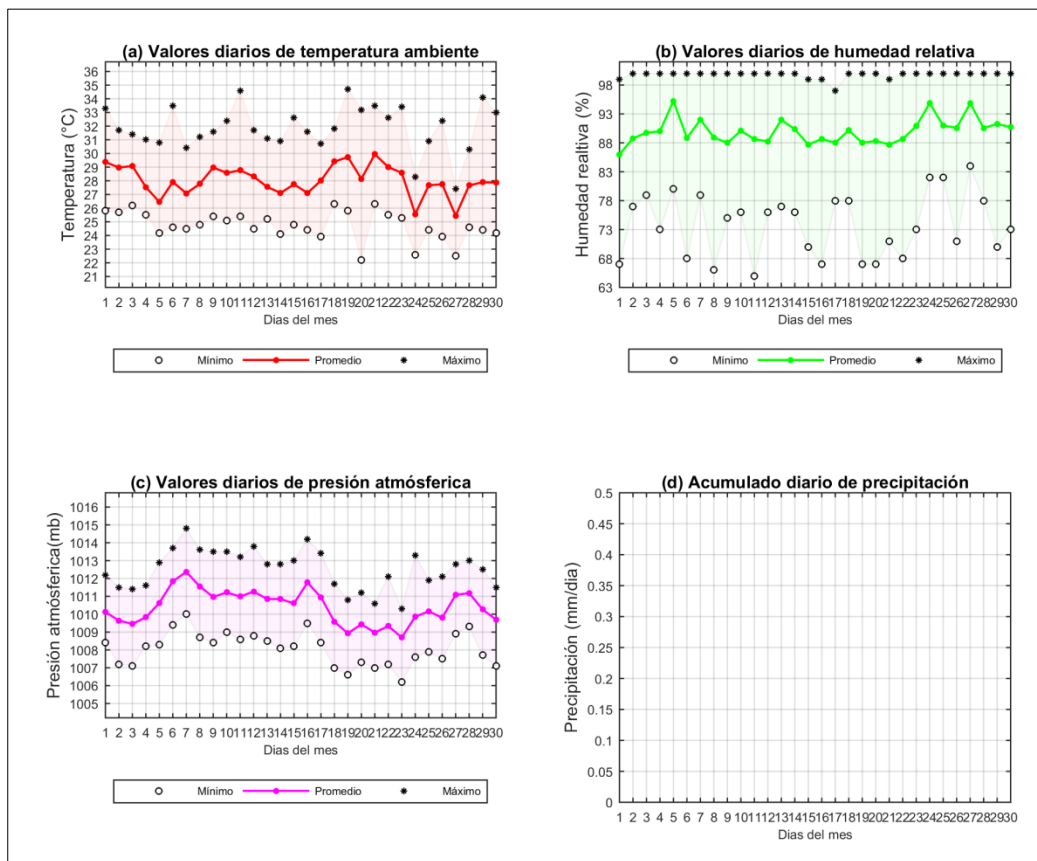 (a) Valores diarios de temperatura ambiente
36
35
34
33
32
31
30
29
28
27
26
25
24
23
22
21
Temperatura (°C)
1 2 3 4 5 6 7 8 9 10 11 12 13 14 15 16 17 18 19 20 21 22 23 24 25 26 27 28 29 30
Dias del mes
Mínimo Promedio Máximo
(b) Valores diarios de humedad relativa
98
93
88
83
78
73
68
63
Humedad realtiva (%)
1 2 3 4 5 6 7 8 9 10 11 12 13 14 15 16 17 18 19 20 21 22 23 24 25 26 27 28 29 30
Dias del mes
Mínimo Promedio Máximo
(c) Valores diarios de presión atmósferica
1016
1015
1014
1013
1012
1011
1010
1009
1008
1007
1006
1005
Presión atmósferica(mb)
1 2 3 4 5 6 7 8 9 10 11 12 13 14 15 16 17 18 19 20 21 22 23 24 25 26 27 28 29 30
Dias del mes
Mínimo Promedio Máximo
(d) Acumulado diario de precipitación
0.5
0.45
0.4
0.35
0.3
0.25
0.2
0.15
0.1
0.05
0
Precipitación (mm/dia)
1 2 3 4 5 6 7 8 9 10 11 12 13 14 15 16 17 18 19 20 21 22 23 24 25 26 27 28 29 30
Dias del mes